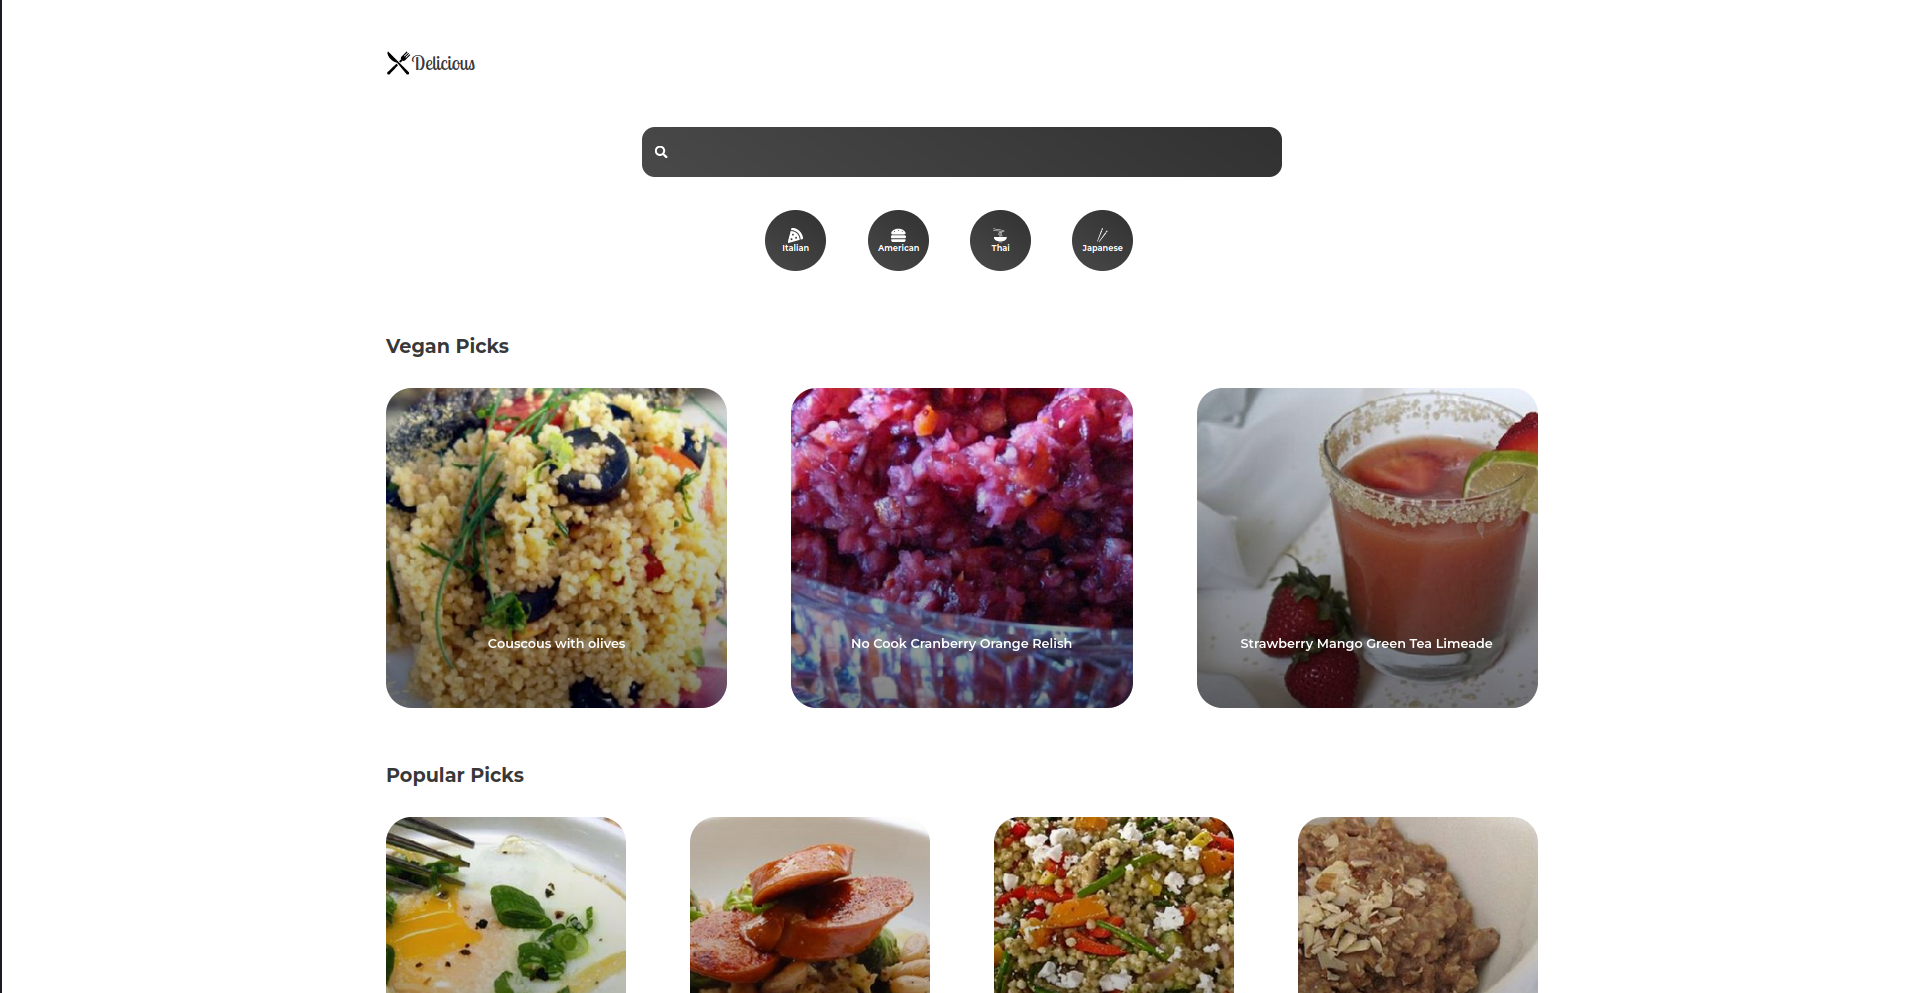 Delicious
Italian
American
Thai
Japanese
Vegan Picks
Couscous with olives
No Cook Cranberry Orange Relish
Strawberry Mango Green Tea Limeade
Popular Picks